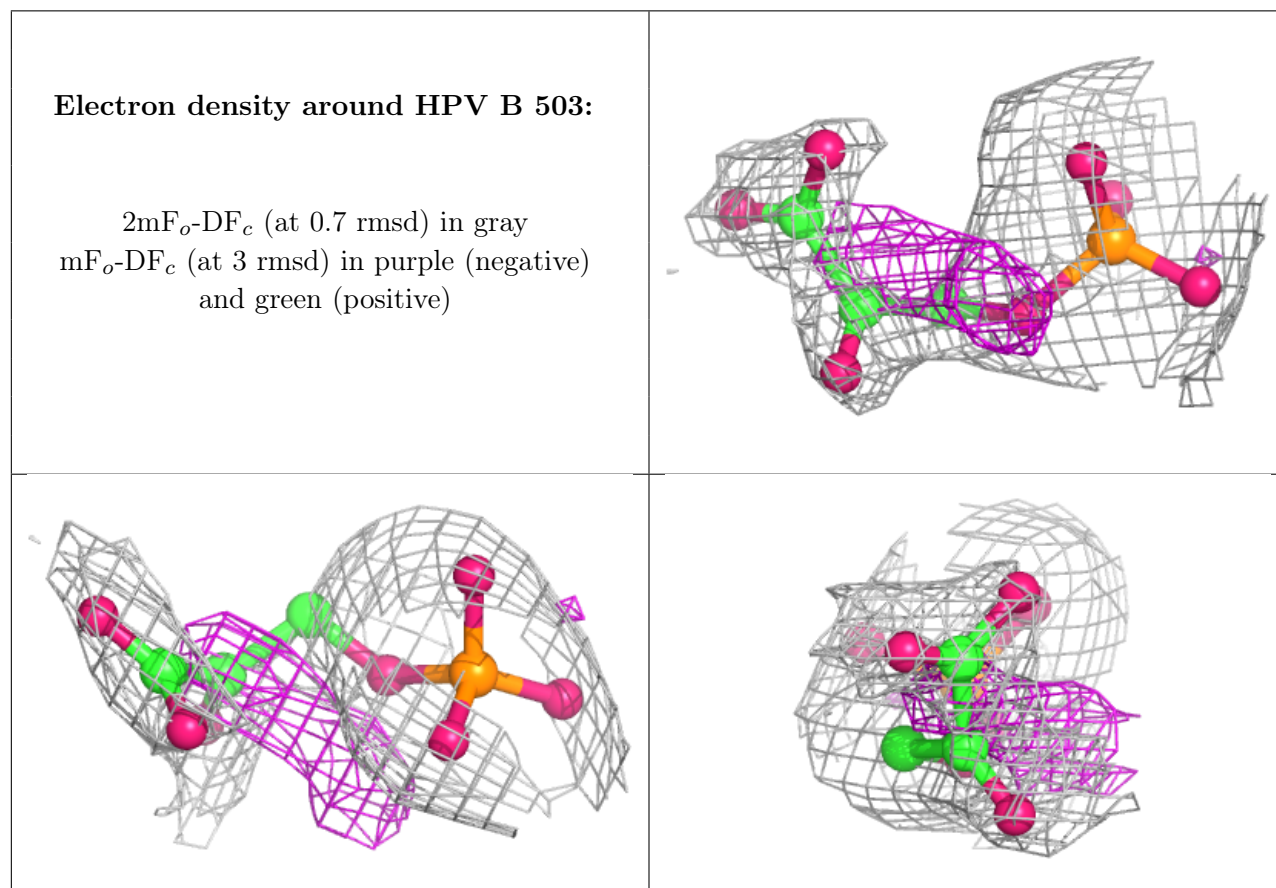 Electron density around HPV B 503:
2mFo-DFc (at 0.7 rmsd) in gray
mFo-DFc (at 3 rmsd) in purple (negative)
and green (positive)